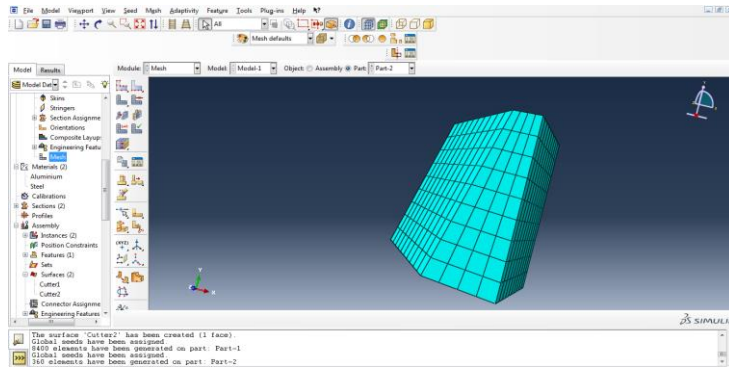 File Model Viewport View Seed Mesh Adaptivity Feature Tools Plug-ins Help
All
Mesh defaults
Model Results Module: Mesh Model: Model-1 Object: Assembly Part: Part-2
Model Dat
Skins
Stringers
Section Assignme
Orientations
Composite Layups
Engineering Featu
Mesh
Materials (2)
Aluminium
Steel
Calibrations
Sections (2)
Profiles
Assembly
Instances (2)
Position Constraints
Features (1)
Sets
Surfaces (2)
Cutter1
Cutter2
Connector Assignme
Engineering Features
Y
X
SIMULI
The surface 'Cutter2' has been created (1 face).
Global seeds have been assigned.
8400 elements have been generated on part: Part-1
Global seeds have been assigned.
360 elements have been generated on part: Part-2